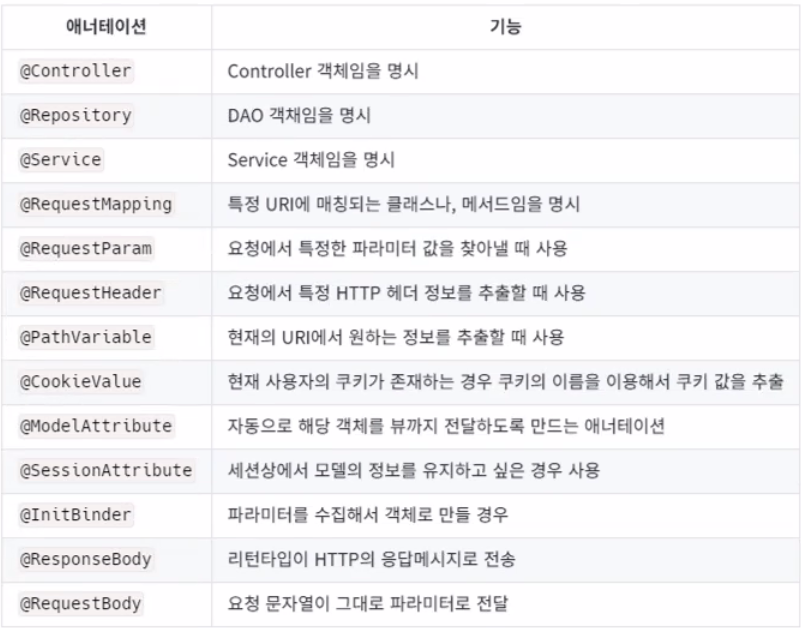 애너테이션 기능
@Controller Controller 객체임을 명시
@Repository DAO 객채임을 명시
@Service Service 객체임을 명시
@RequestMapping 특정 URI에 매칭되는 클래스나, 메서드임을 명시
@RequestParam 요청에서 특정한 파라미터 값을 찾아낼 때 사용
@RequestHeader 요청에서 특정 HTTP 헤더 정보를 추출할 때 사용
@PathVariable 현재의 URI에서 원하는 정보를 추출할 때 사용
@CookieValue 현재 사용자의 쿠키가 존재하는 경우 쿠키의 이름을 이용해서 쿠키 값을 추출
@ModelAttribute 자동으로 해당 객체를 뷰까지 전달하도록 만드는 애너테이션
@SessionAttribute 세션상에서 모델의 정보를 유지하고 싶은 경우 사용
@InitBinder 파라미터를 수집해서 객체로 만들 경우
@ResponseBody 리턴타입이 HTTP의 응답메시지로 전송
@RequestBody 요청 문자열이 그대로 파라미터로 전달